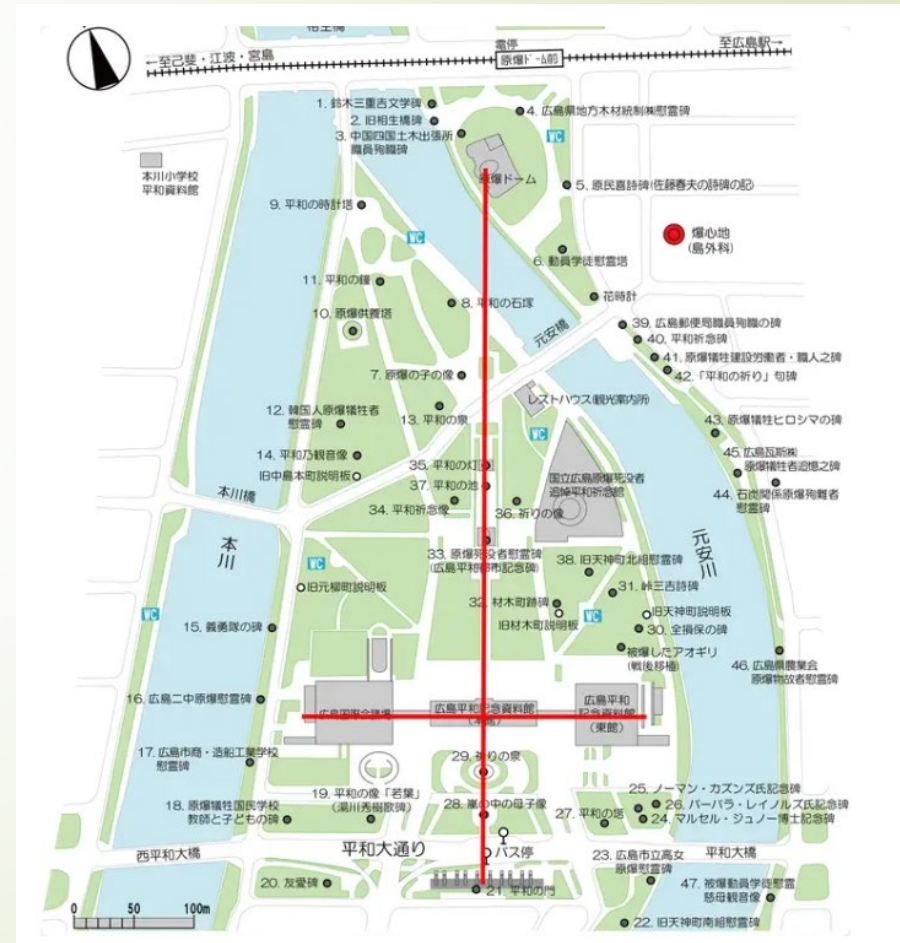 相生橋
電停
原爆ドーム前
←至己斐・江波・宮島
至広島駅→
1. 鈴木三重吉文学碑
2. 旧相生橋碑
3. 中国四国土木出張所
職員殉職碑
4. 広島県地方木材統制㈱慰霊碑
WC
本川小学校
平和資料館
原爆ドーム
5. 原民喜詩碑(佐藤春夫の詩碑の記)
9. 平和の時計塔
爆心地
(島外科)
WC
6. 動員学徒慰霊塔
11. 平和の鐘
8. 平和の石塚
花時計
10. 原爆供養塔
元安橋
39. 広島郵便局職員殉職の碑
40. 平和祈念碑
41. 原爆犠牲建設労働者・職人之碑
42.「平和の祈り」句碑
7. 原爆の子の像
レストハウス(観光案内所)
12. 韓国人原爆犠牲者
慰霊碑
13. 平和の泉
43. 原爆犠牲ヒロシマの碑
WC
14. 平和乃観音像
旧中島本町説明板
35. 平和の灯
37. 平和の池
34. 平和祈念像
36. 祈りの像
国立広島原爆死没者
追悼平和祈念館
45. 広島瓦斯㈱
原爆犠牲者追憶之碑
44. 石炭関係原爆殉難者
慰霊碑
本川橋
本川
元安川
33. 原爆死没者慰霊碑
(広島平和都市記念碑)
38. 旧天神町北組慰霊碑
WC
旧元柳町説明板
31. 峠三吉詩碑
32. 材木町跡碑
旧材木町説明板
WC
旧天神町説明板
30. 全損保の碑
WC
15. 義勇隊の碑
被爆したアオギリ
(戦後移植)
46. 広島県農業会
原爆物故者慰霊碑
16. 広島二中原爆慰霊碑
広島国際会議場
広島平和記念資料館
(本館)
広島平和
記念資料館
(東館)
17. 広島市商・造船工業学校
慰霊碑
29. 祈りの泉
19. 平和の像「若葉」
(湯川秀樹歌碑)
28. 嵐の中の母子像
27. 平和の塔
25. ノーマン・カズンズ氏記念碑
26. バーバラ・レイノルズ氏記念碑
24. マルセル・ジュノー博士記念碑
18. 原爆犠牲国民学校
教師と子どもの碑
西平和大橋
平和大通り
バス停
平和大橋
23. 広島市立高女
原爆慰霊碑
20. 友愛碑
21. 平和の門
47. 被爆動員学徒慰霊
慈母観音像
22. 旧天神町南組慰霊碑
0 50 100m